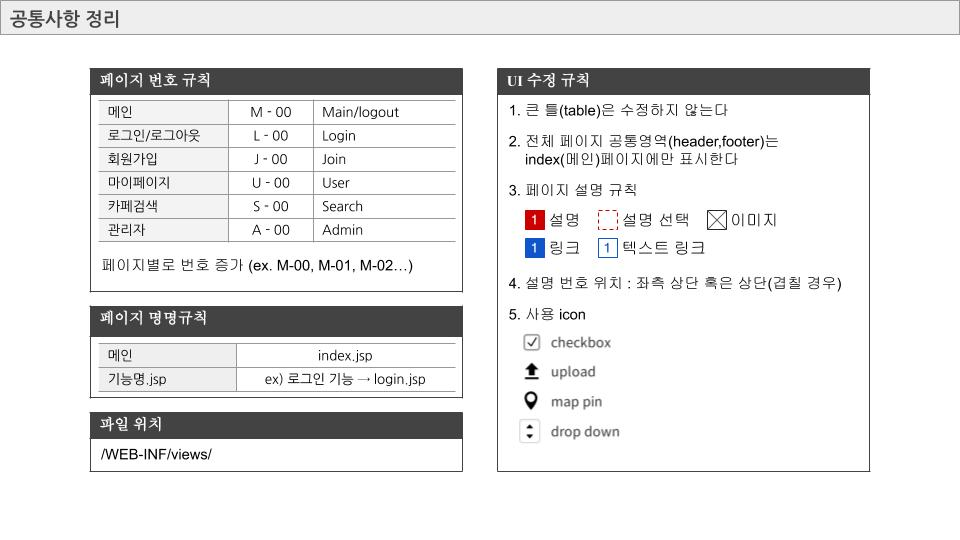 공통사항 정리
페이지 번호 규칙
메인 M - 00 Main/logout
로그인/로그아웃 L - 00 Login
회원가입 J - 00 Join
마이페이지 U - 00 User
카페검색 S - 00 Search
관리자 A - 00 Admin
페이지별로 번호 증가 (ex. M-00, M-01, M-02…)
페이지 명명규칙
메인 index.jsp
기능명.jsp ex) 로그인 기능 → login.jsp
파일 위치
/WEB-INF/views/
UI 수정 규칙
1. 큰 틀(table)은 수정하지 않는다
2. 전체 페이지 공통영역(header,footer)는
index(메인)페이지에만 표시한다
3. 페이지 설명 규칙
1 설명 설명 선택 이미지
1 링크 1 텍스트 링크
4. 설명 번호 위치 : 좌측 상단 혹은 상단(겹칠 경우)
5. 사용 icon
checkbox
upload
map pin
drop down